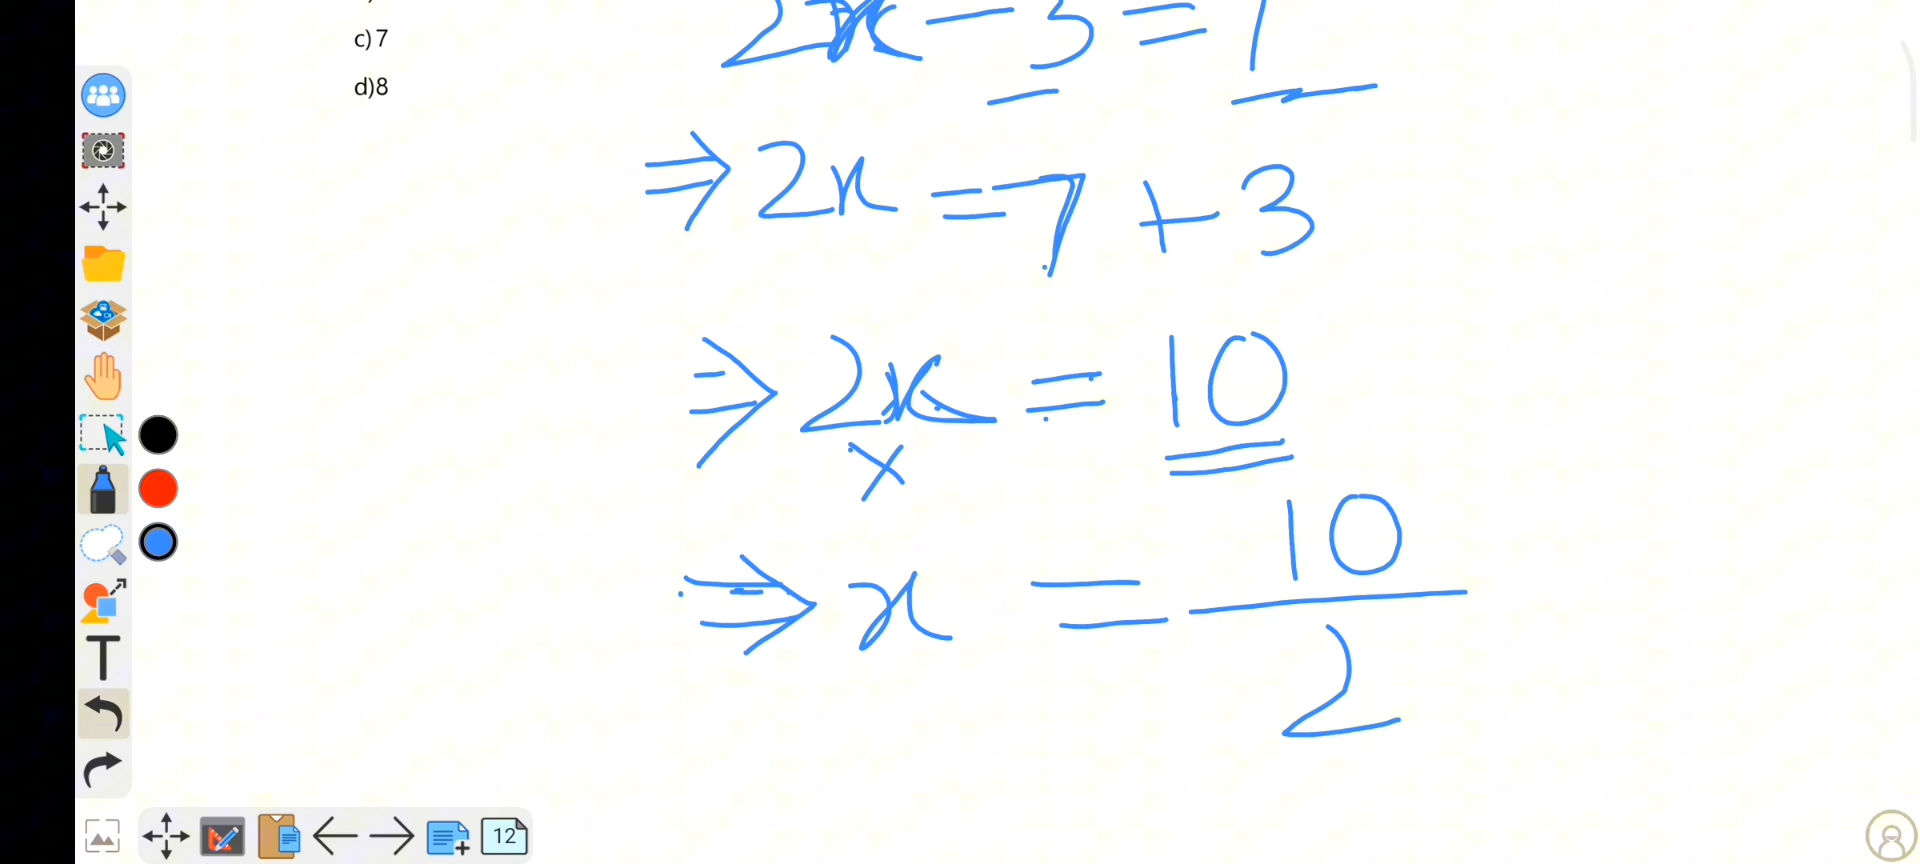 c) 7
d)8
2x - 3 = 7
⇒ 2x = 7 + 3
⇒ 2x = 10
x
⇒ x = 10/2
T
12